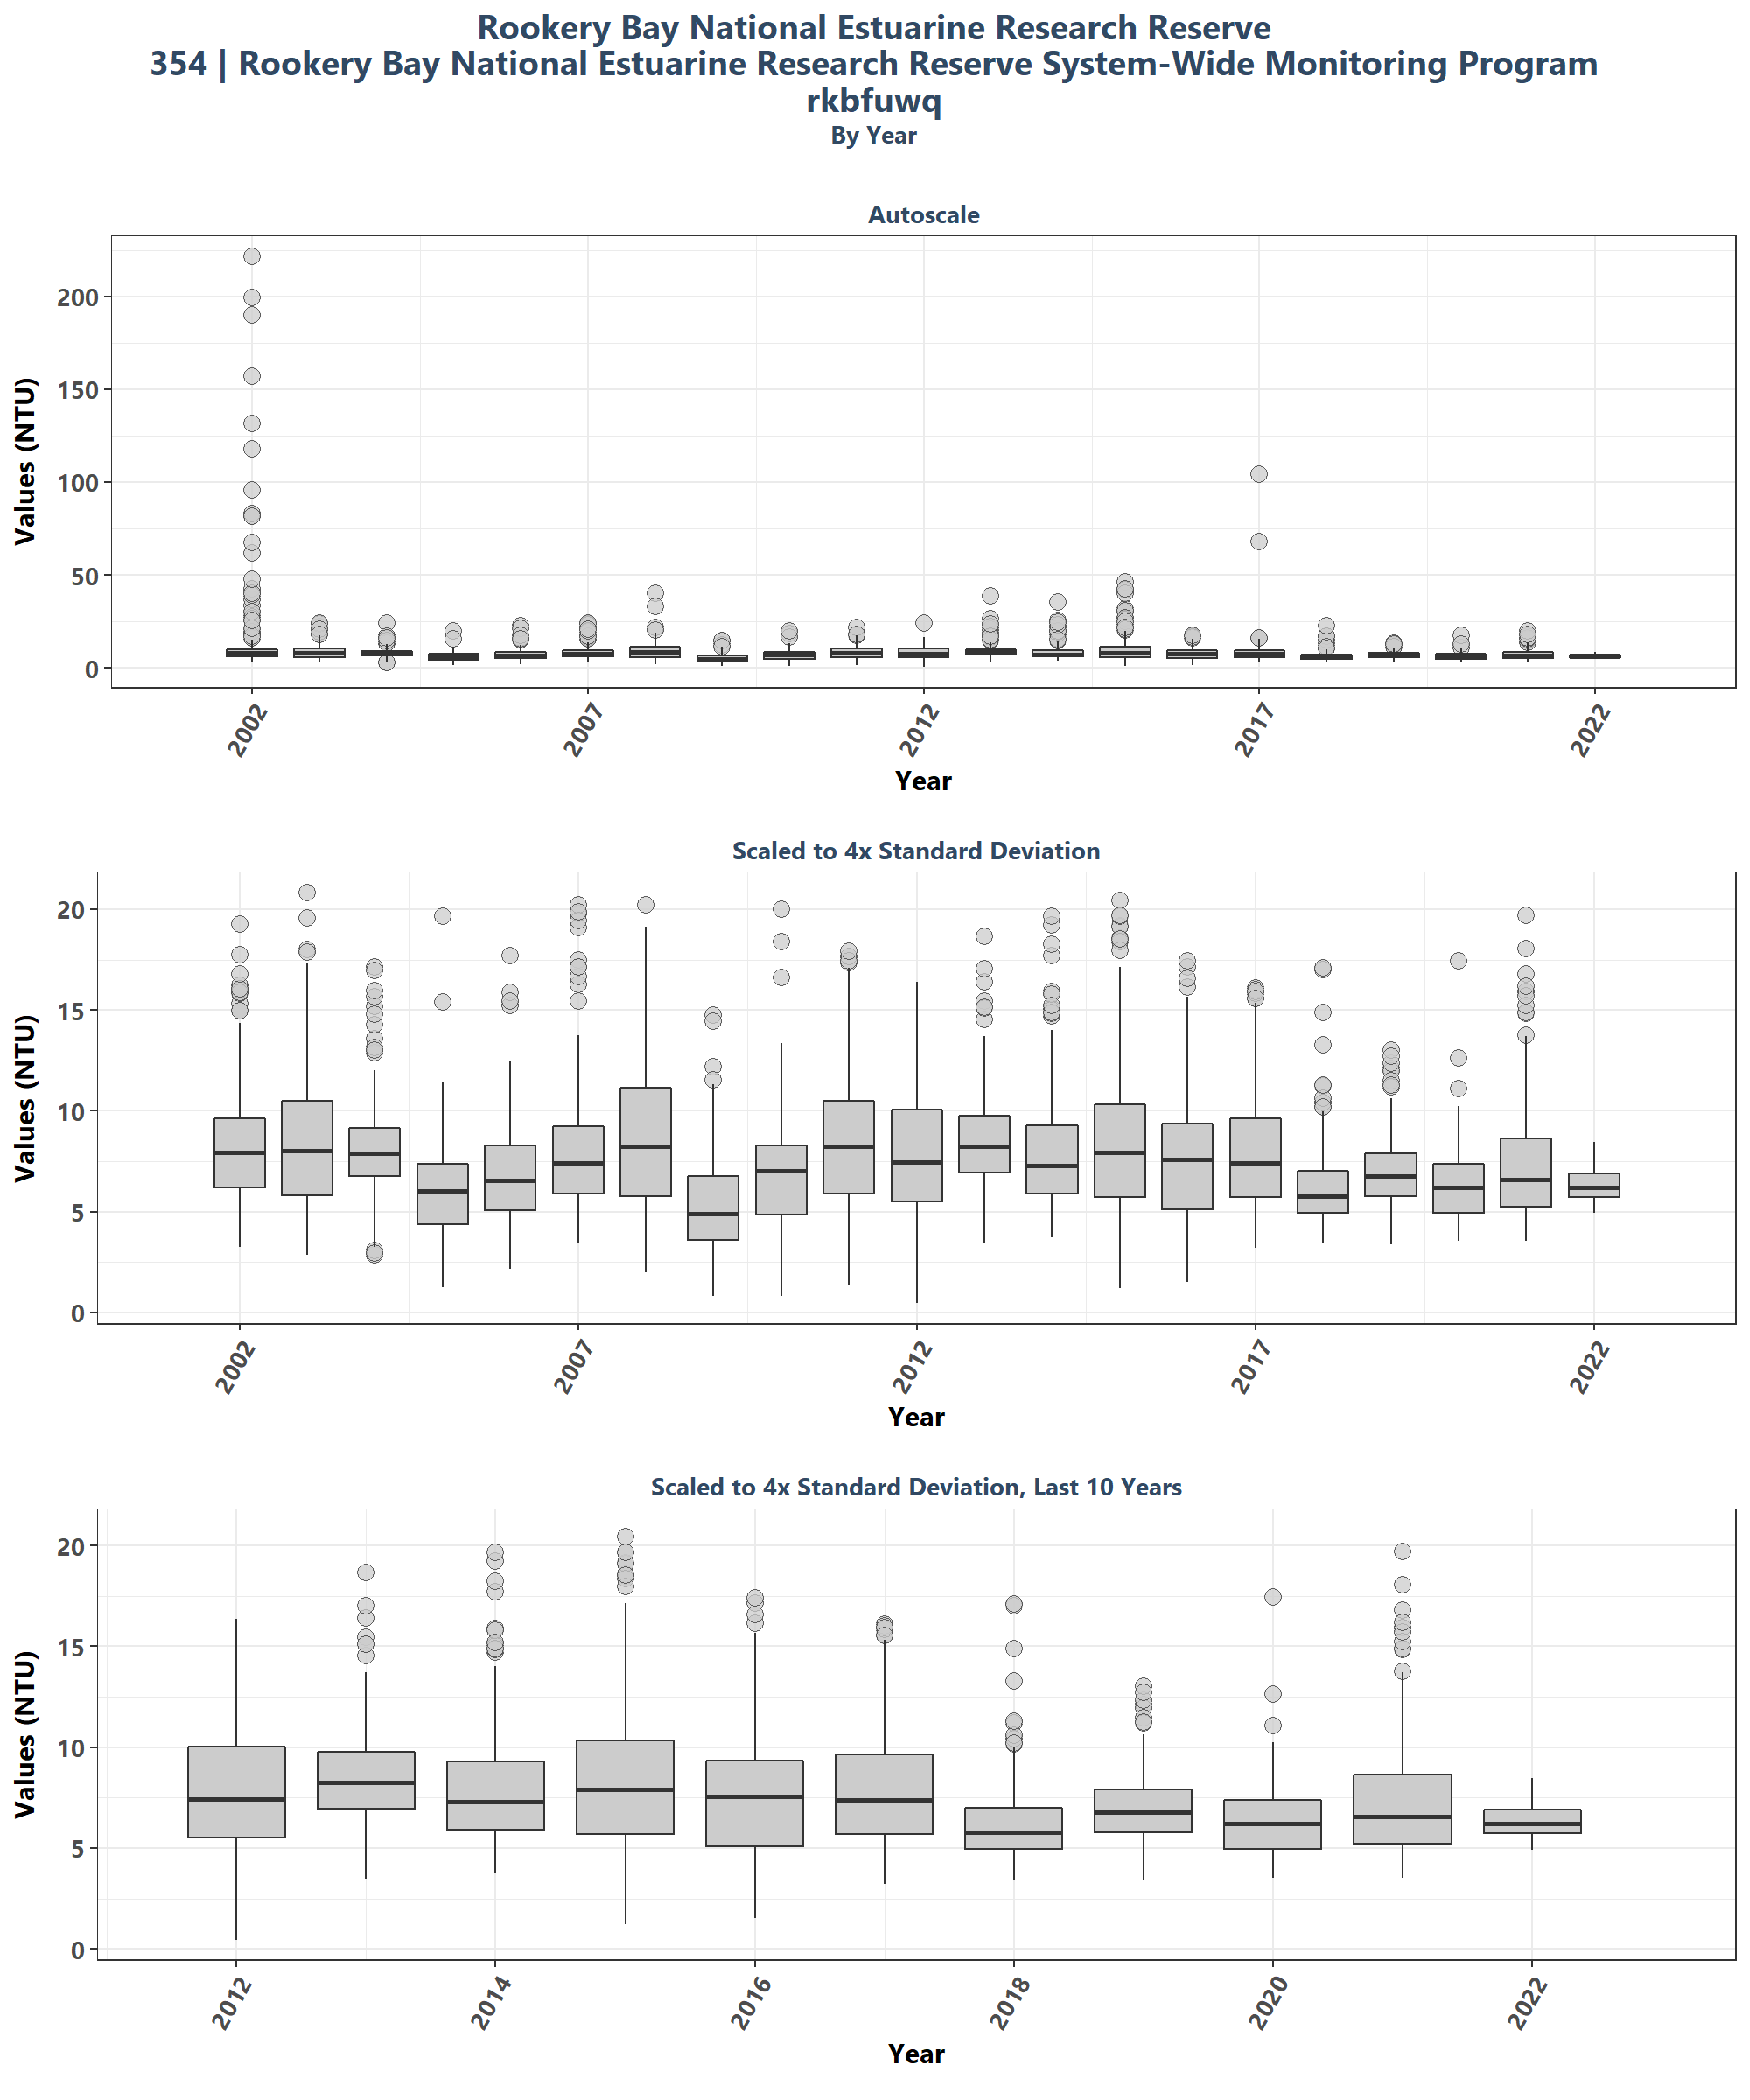 Rookery Bay National Estuarine Research Reserve
354 | Rookery Bay National Estuarine Research Reserve System-Wide Monitoring Program
rkbfuwq
By Year
Autoscale
Values (NTU)
200
150
100
50
0
2002
2007
2012
2017
2022
Year
Scaled to 4x Standard Deviation
Values (NTU)
20
15
10
5
0
2002
2007
2012
2017
2022
Year
Scaled to 4x Standard Deviation, Last 10 Years
Values (NTU)
20
15
10
5
0
2012
2014
2016
2018
2020
2022
Year